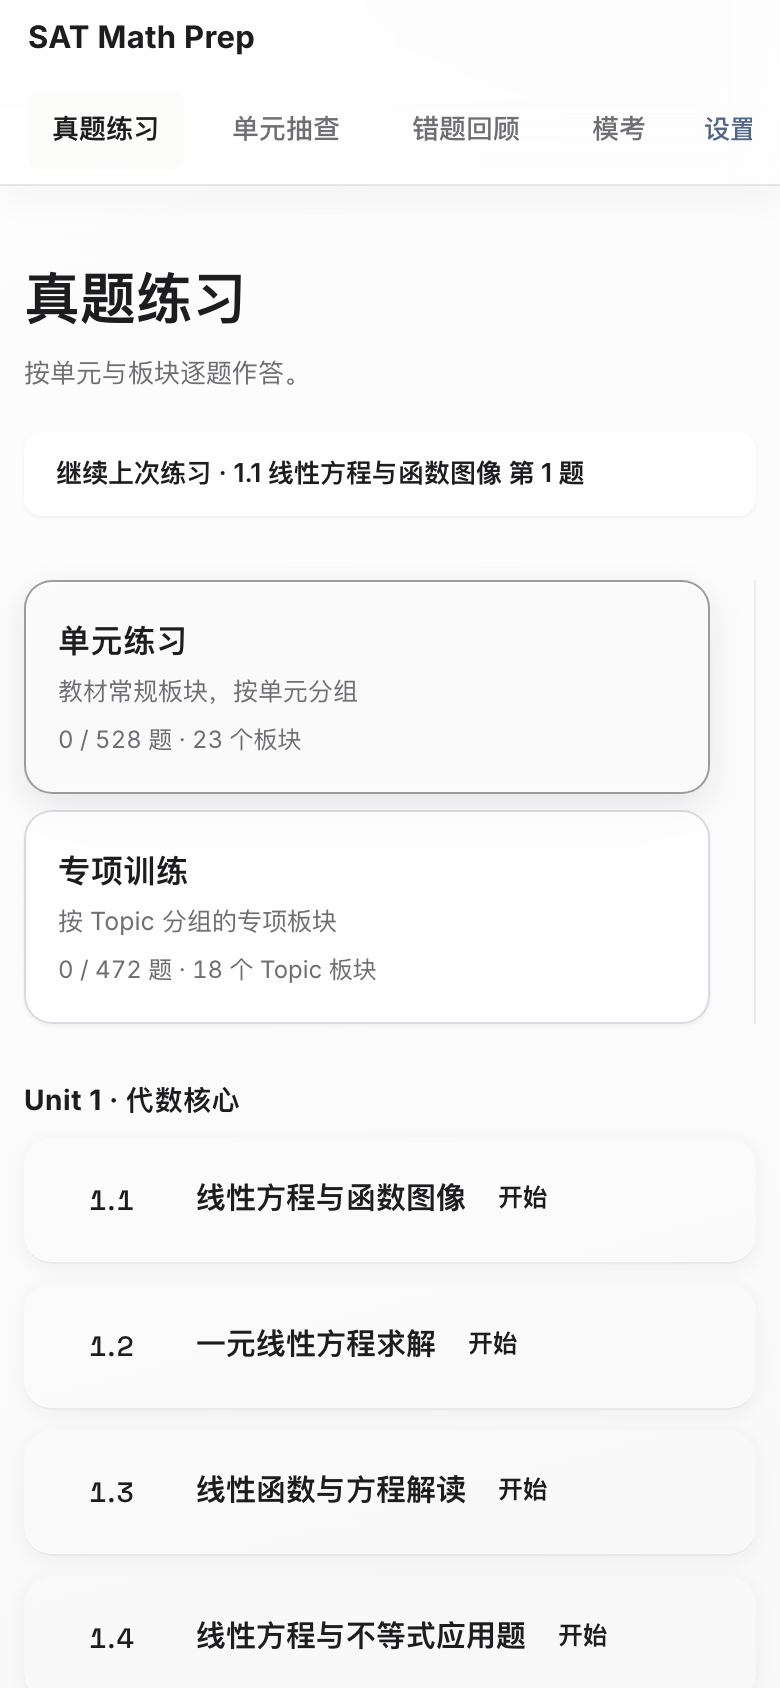 SAT Math Prep
真题练习 单元抽查 错题回顾 模考 设置
真题练习
按单元与板块逐题作答。
继续上次练习 · 1.1 线性方程与函数图像 第 1 题
单元练习
教材常规板块，按单元分组
0 / 528 题 · 23 个板块
专项训练
按 Topic 分组的专项板块
0 / 472 题 · 18 个 Topic 板块
Unit 1 · 代数核心
1.1 线性方程与函数图像 开始
1.2 一元线性方程求解 开始
1.3 线性函数与方程解读 开始
1.4 线性方程与不等式应用题 开始